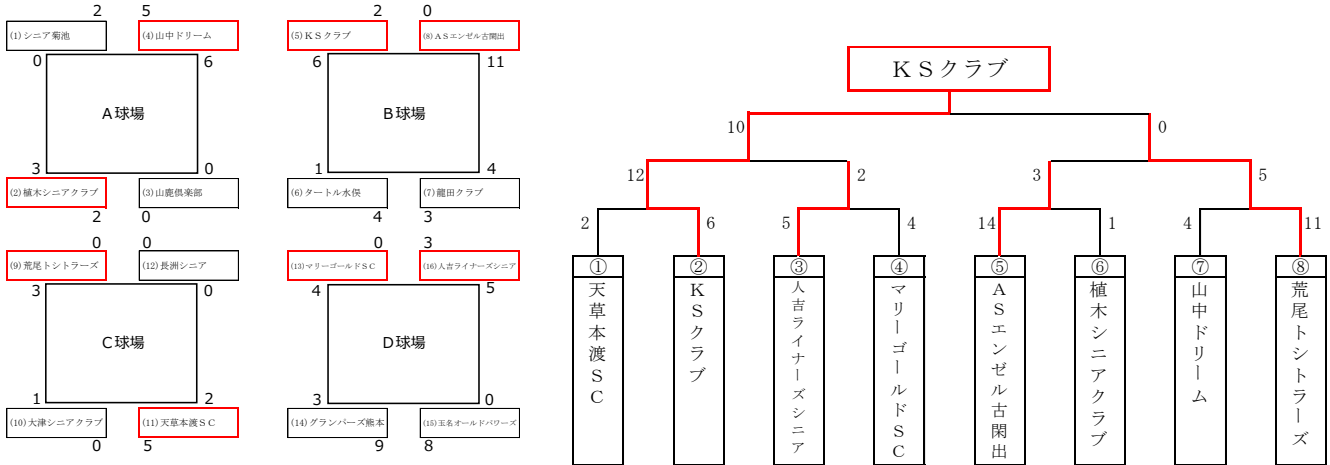 2 5
(1)シニア菊池 (4)山中ドリーム
0 6
A球場
3 0
(2)植木シニアクラブ (3)山鹿倶楽部
2 0
2 0
(5)KSクラブ (8)ASエンゼル古閑出
6 11
B球場
1 4
(6)タートル水俣 (7)龍田クラブ
4 3
0 0
(9)荒尾トシトラーズ (12)長洲シニア
3 0
C球場
1 2
(10)大津シニアクラブ (11)天草本渡SC
0 5
0 3
(13)マリーゴールドSC (16)人吉ライナーズシニア
4 5
D球場
3 0
(14)グランパーズ熊本 (15)玉名オールドパワーズ
9 8
KSクラブ
10 0
12 2 3 5
2 6 5 4 14 1 4 11
① ② ③ ④ ⑤ ⑥ ⑦ ⑧
天草本渡SC
KSクラブ
人吉ライナーズシニア
マリーゴールドSC
ASエンゼル古閑出
植木シニアクラブ
山中ドリーム
荒尾トシトラーズ